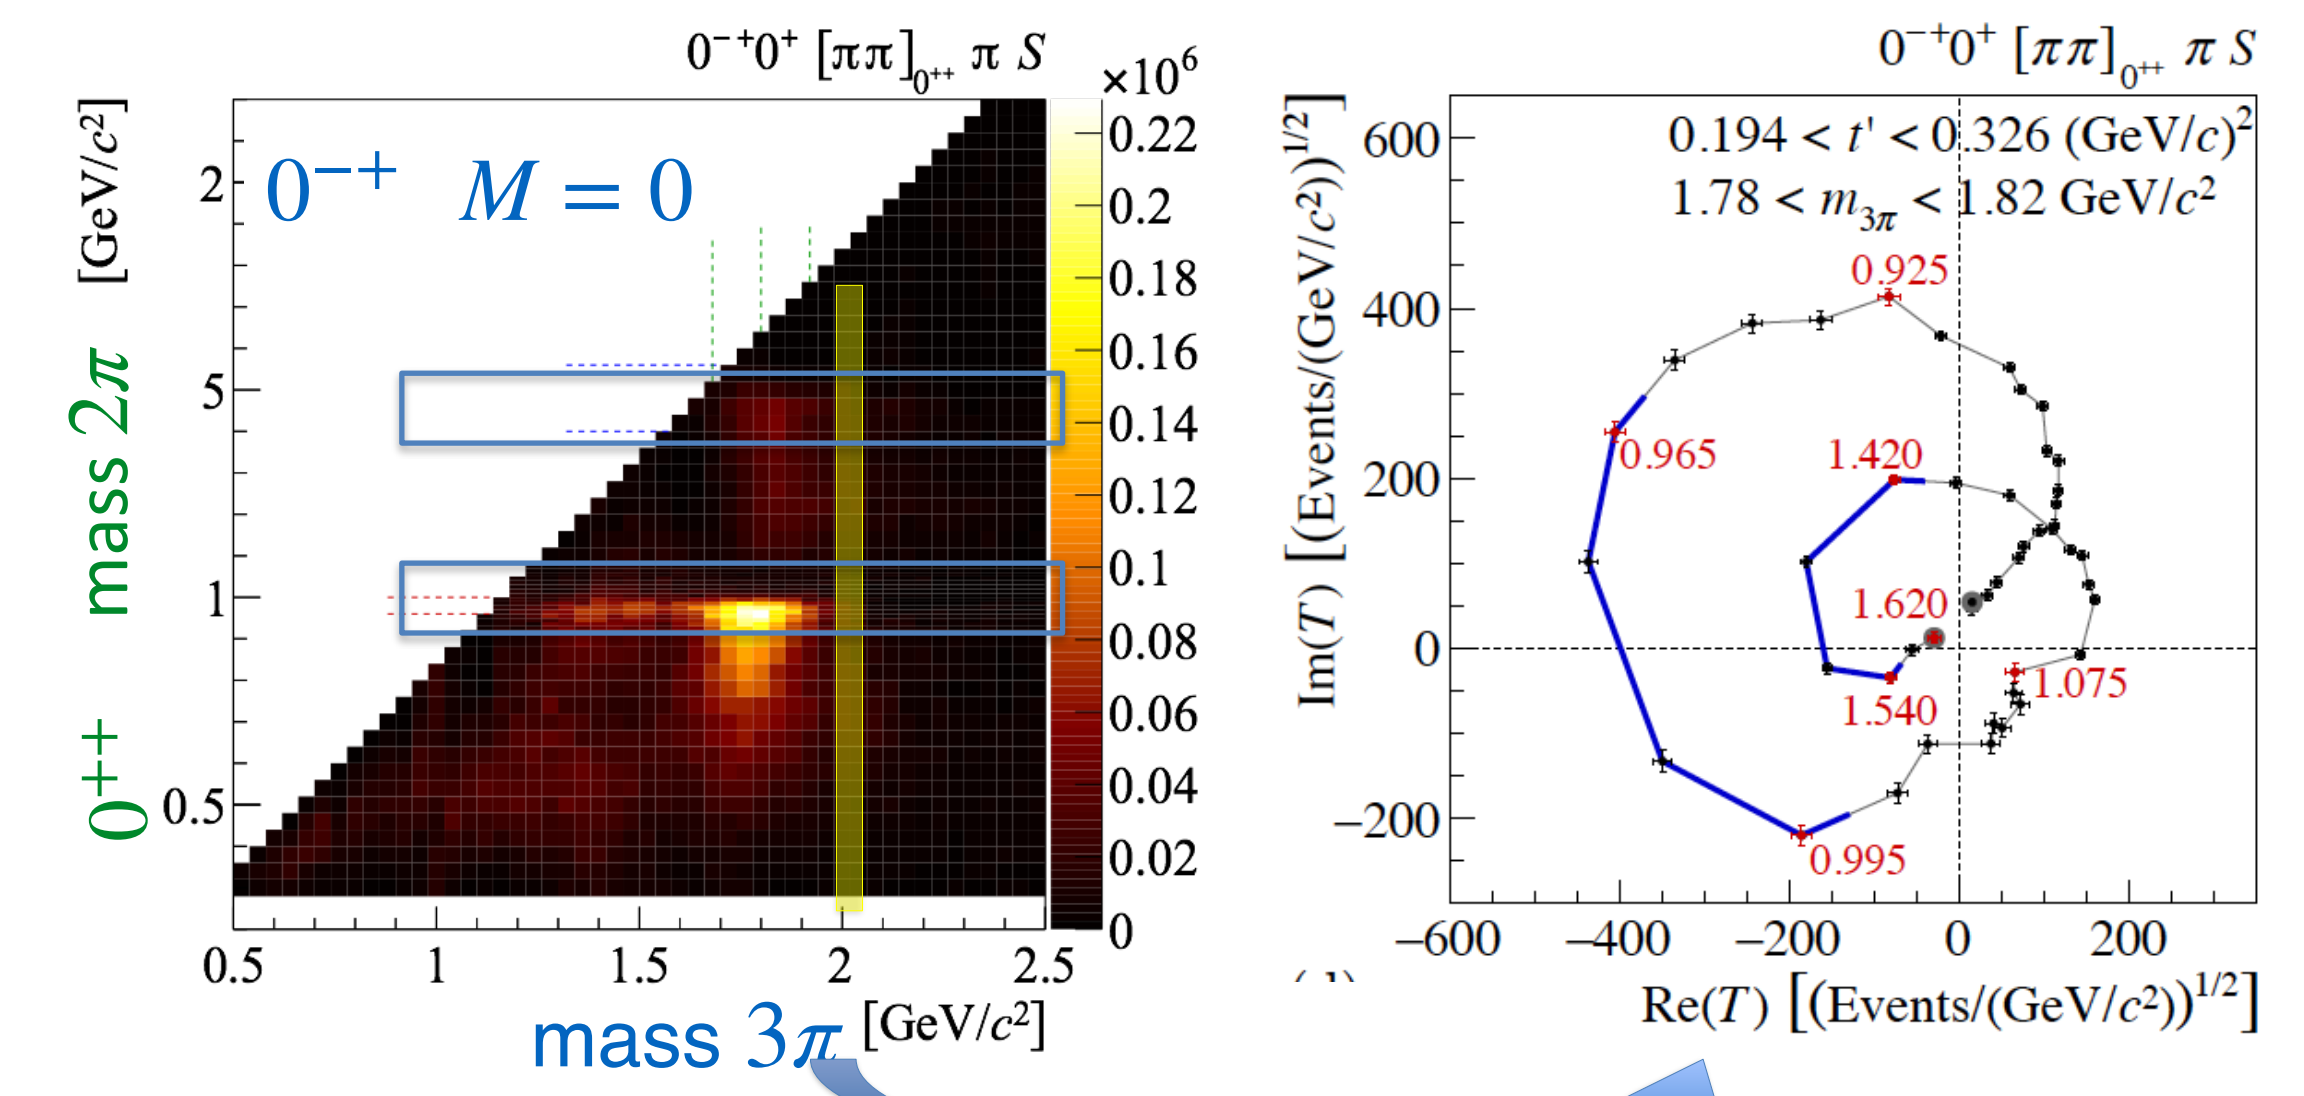 0⁻⁺0⁺ [ππ]₀₊₊ π S
×10⁶
[GeV/c²]
mass 2π
0⁺⁺
0⁻⁺ M = 0
2
5
1
0.5
0.22
0.2
0.18
0.16
0.14
0.12
0.1
0.08
0.06
0.04
0.02
0
0.5 1 1.5 2 2.5
mass 3π [GeV/c²]
0⁻⁺0⁺ [ππ]₀₊₊ π S
0.194 < t' < 0.326 (GeV/c)²
1.78 < m₃π < 1.82 GeV/c²
Im(T) [(Events/(GeV/c²))^1/2]
600
400
200
0
−200
0.925
0.965
1.420
1.620
1.075
1.540
0.995
−600 −400 −200 0 200
Re(T) [(Events/(GeV/c²))^1/2]